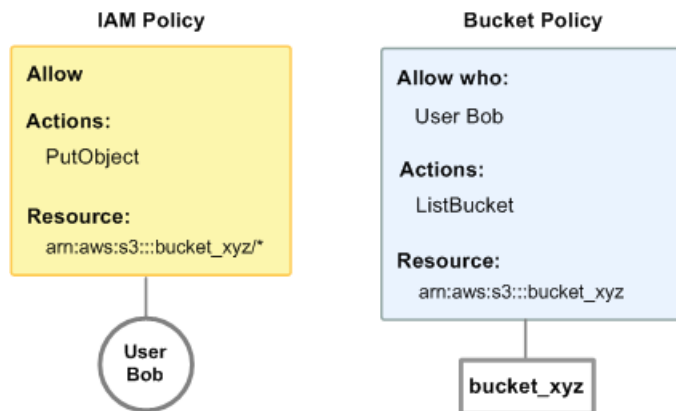 IAM Policy
Allow
Actions:
PutObject
Resource:
arn:aws:s3:::bucket_xyz/*
User
Bob
Bucket Policy
Allow who:
User Bob
Actions:
ListBucket
Resource:
arn:aws:s3:::bucket_xyz
bucket_xyz